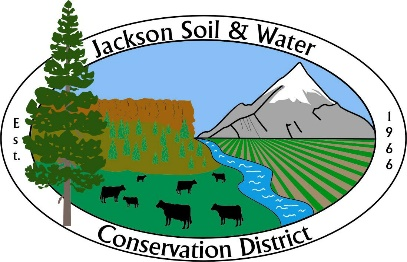 Jackson Soil & Water
Est.
1966
Conservation District